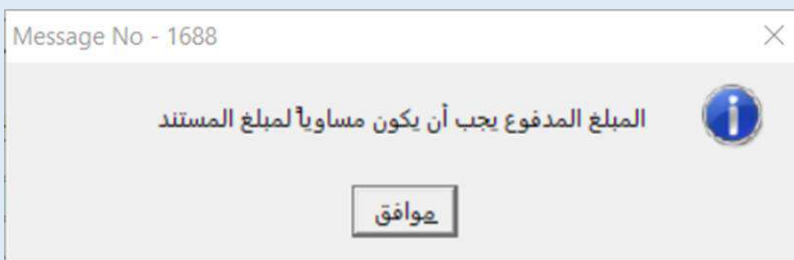 Message No - 1688
المبلغ المدفوع يجب أن يكون مساوياً لمبلغ المستند
موافق